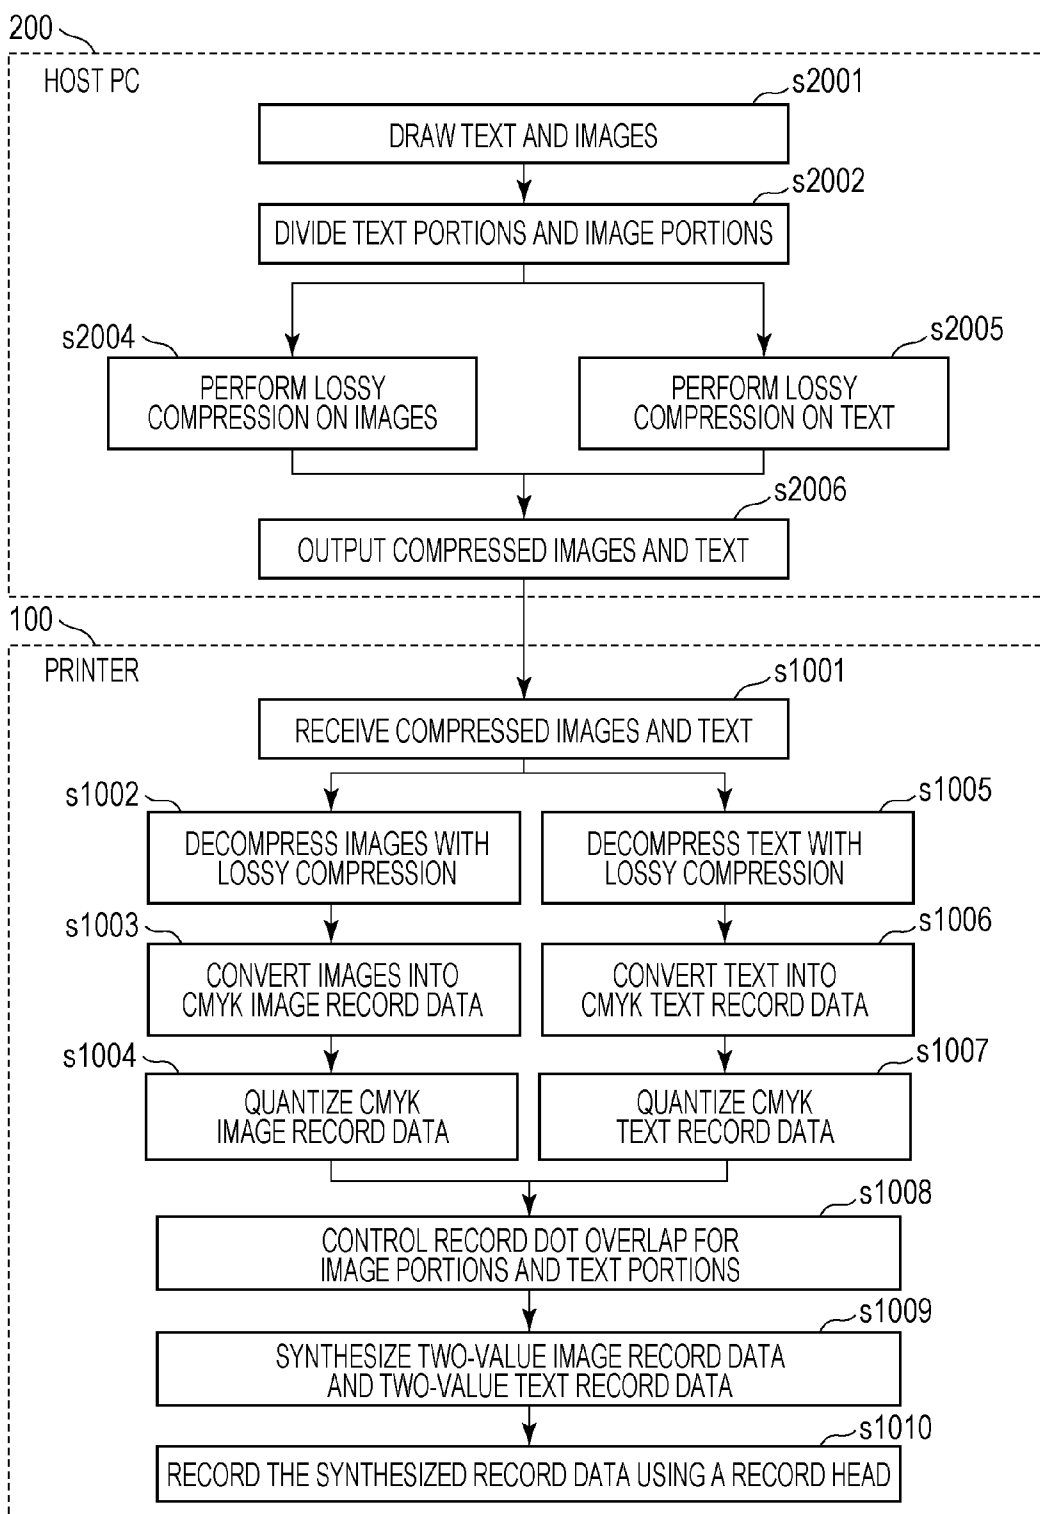 200
HOST PC
s2001
DRAW TEXT AND IMAGES
s2002
DIVIDE TEXT PORTIONS AND IMAGE PORTIONS
s2004
PERFORM LOSSY
COMPRESSION ON IMAGES
s2005
PERFORM LOSSY
COMPRESSION ON TEXT
s2006
OUTPUT COMPRESSED IMAGES AND TEXT
100
PRINTER
s1001
RECEIVE COMPRESSED IMAGES AND TEXT
s1002
DECOMPRESS IMAGES WITH
LOSSY COMPRESSION
s1005
DECOMPRESS TEXT WITH
LOSSY COMPRESSION
s1003
CONVERT IMAGES INTO
CMYK IMAGE RECORD DATA
s1006
CONVERT TEXT INTO
CMYK TEXT RECORD DATA
s1004
QUANTIZE CMYK
IMAGE RECORD DATA
s1007
QUANTIZE CMYK
TEXT RECORD DATA
s1008
CONTROL RECORD DOT OVERLAP FOR
IMAGE PORTIONS AND TEXT PORTIONS
s1009
SYNTHESIZE TWO-VALUE IMAGE RECORD DATA
AND TWO-VALUE TEXT RECORD DATA
s1010
RECORD THE SYNTHESIZED RECORD DATA USING A RECORD HEAD